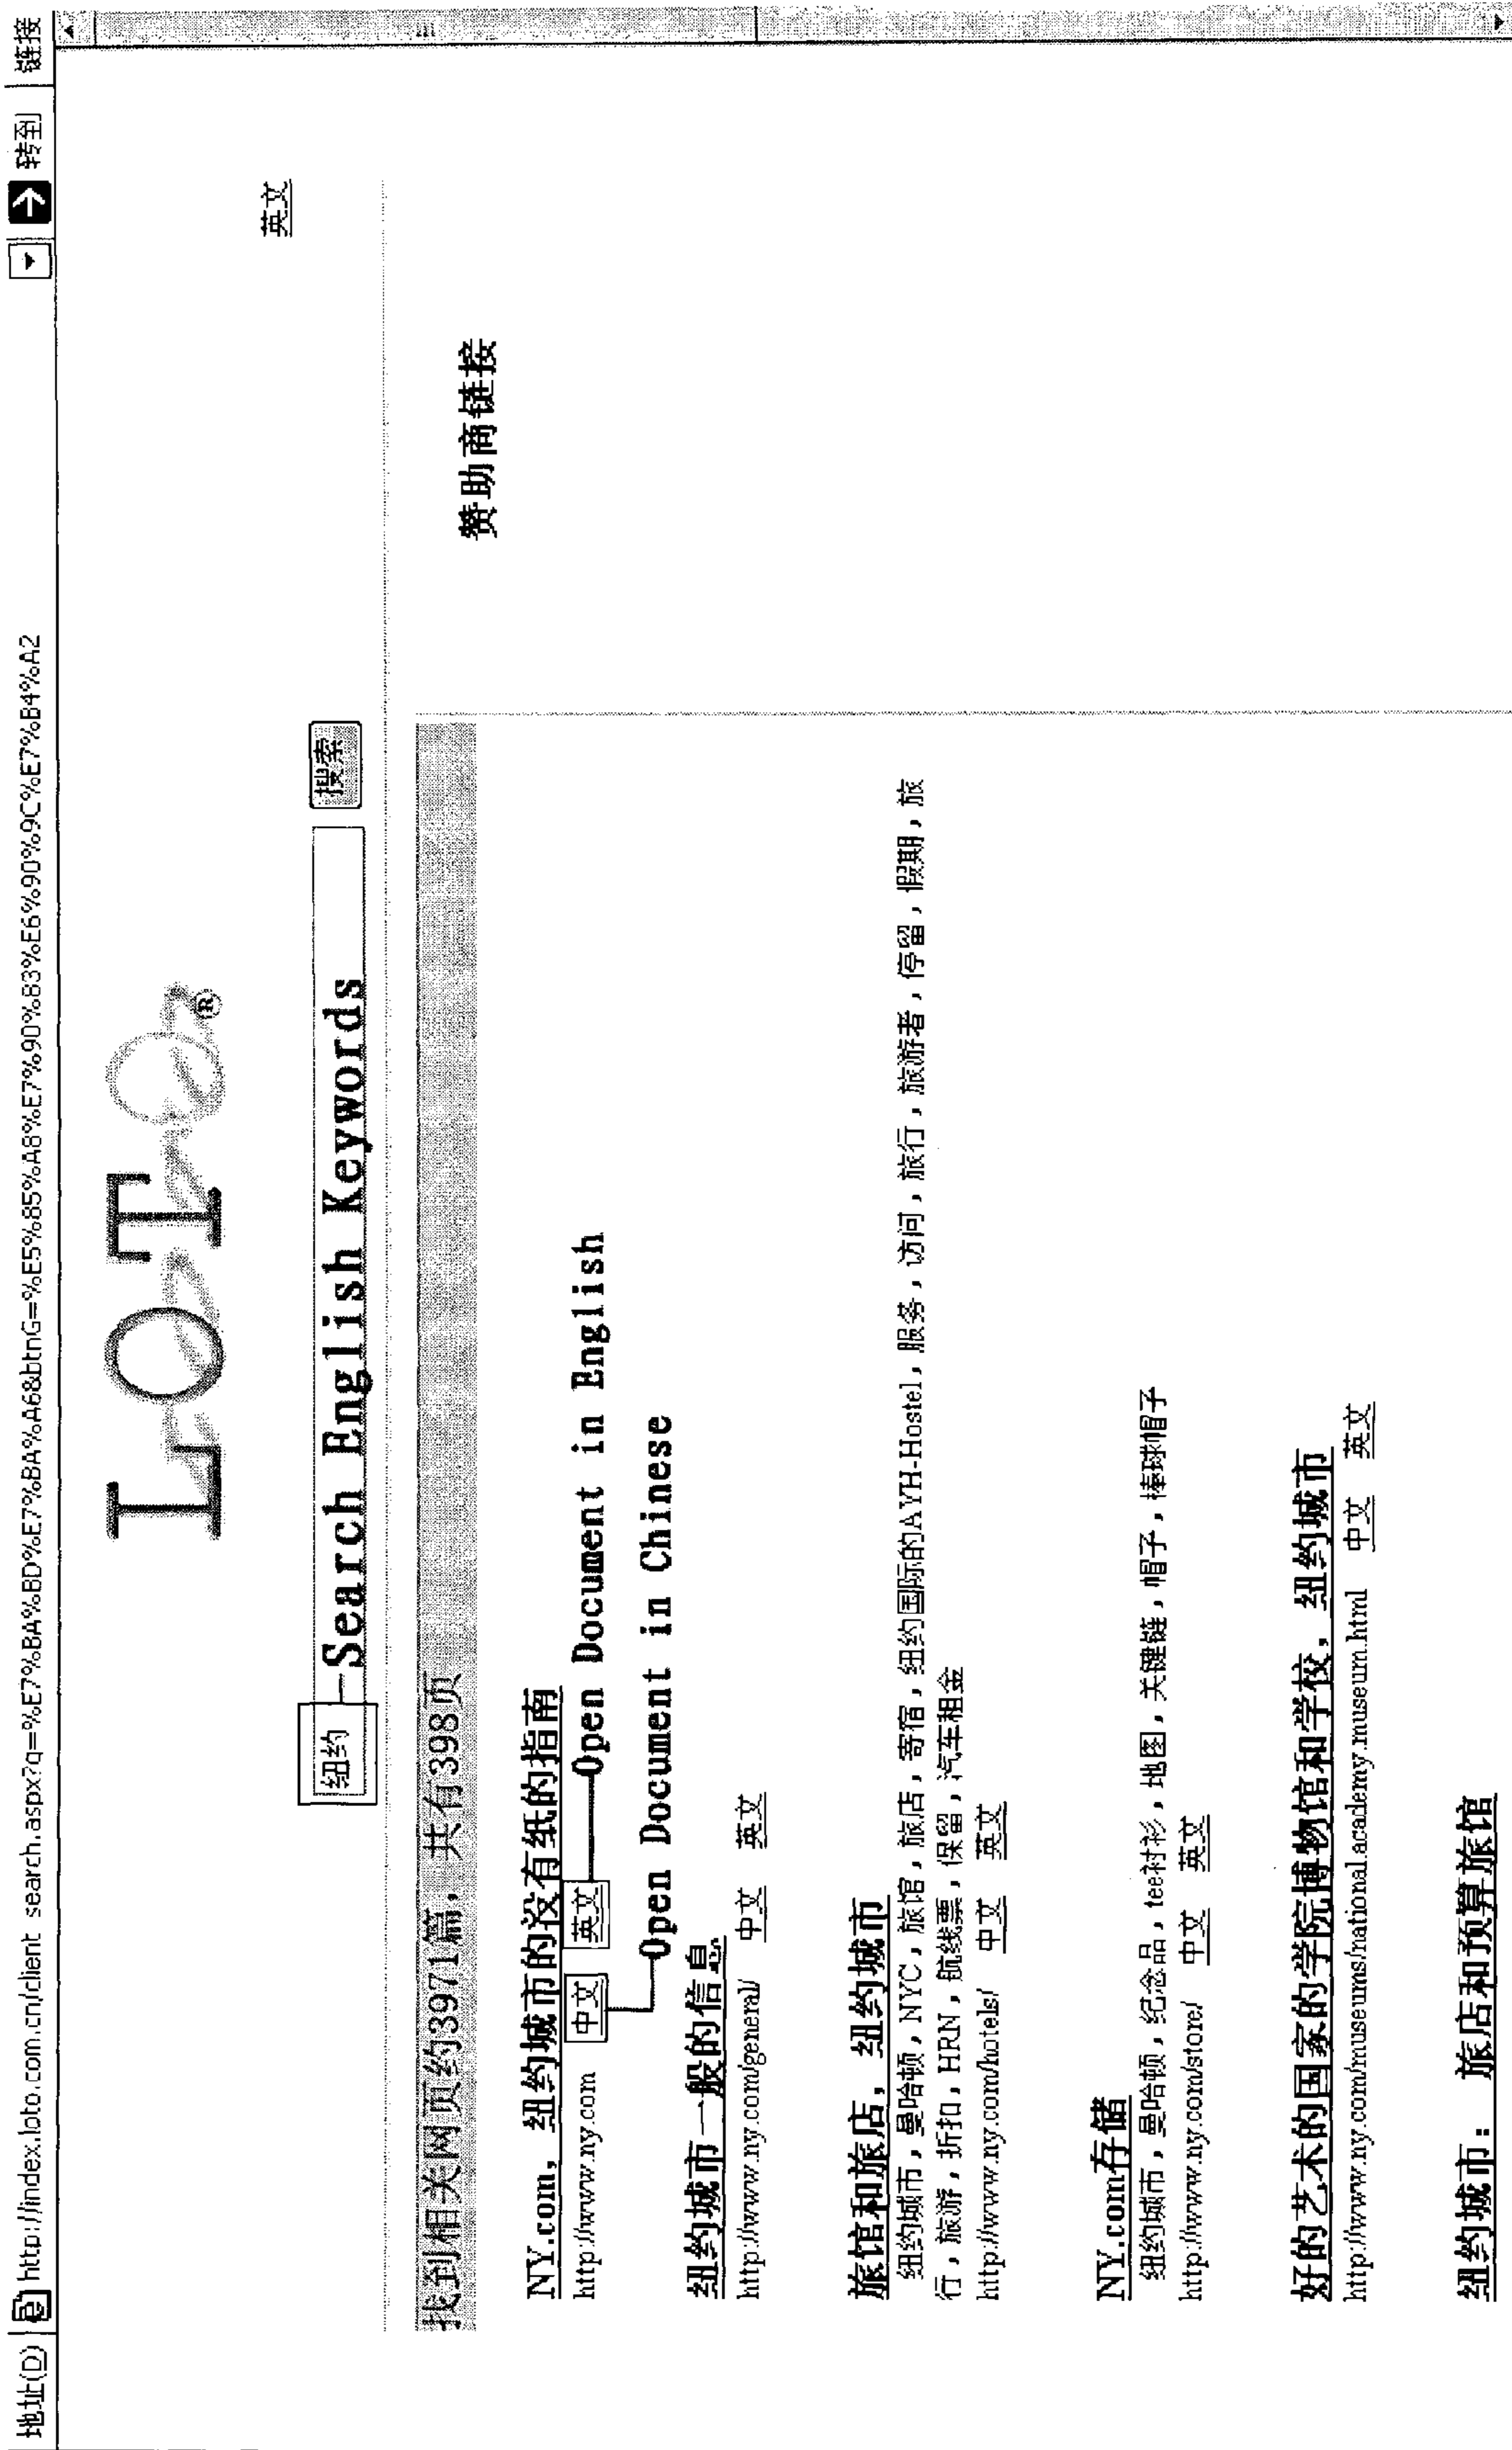 地址(D) http://index.loto.com.cn/client_search.aspx?q=%E7%BA%BD%E7%BA%A6&btnG=%E5%85%A8%E7%90%83%E6%90%9C%E7%B4%A2 转到 链接
LOTO®
英文
纽约 Search English Keywords 搜索
找到相关网页约3971篇,共有398页
赞助商链接
NY.com,纽约城市的没有纸的指南
http://www.ny.com 中文 英文 Open Document in English
Open Document in Chinese
纽约城市一般的信息
http://www.ny.com/general/ 中文 英文
旅馆和旅店,纽约城市
纽约城市,曼哈顿,NYC,旅馆,旅店,寄宿,纽约国际的AYH-Hostel,服务,访问,旅行,旅游者,停留,假期,旅
行,旅游,折扣,HRN,航线票,保留,汽车租金
http://www.ny.com/hotels/ 中文 英文
NY.com存储
纽约城市,曼哈顿,纪念品,tee衬衫,地图,关键链,帽子,棒球帽子
http://www.ny.com/store/ 中文 英文
好的艺术的国家的学院博物馆和学校,纽约城市
http://www.ny.com/museums/national.academy.museum.html 中文 英文
纽约城市:旅店和预算旅馆